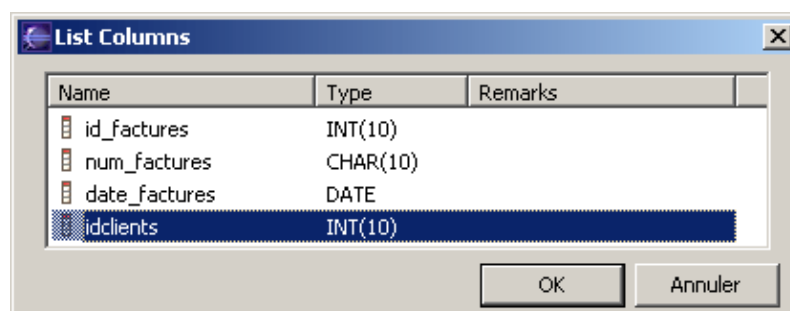 List Columns
Name Type Remarks
id_factures INT(10)
num_factures CHAR(10)
date_factures DATE
idclients INT(10)
OK Annuler